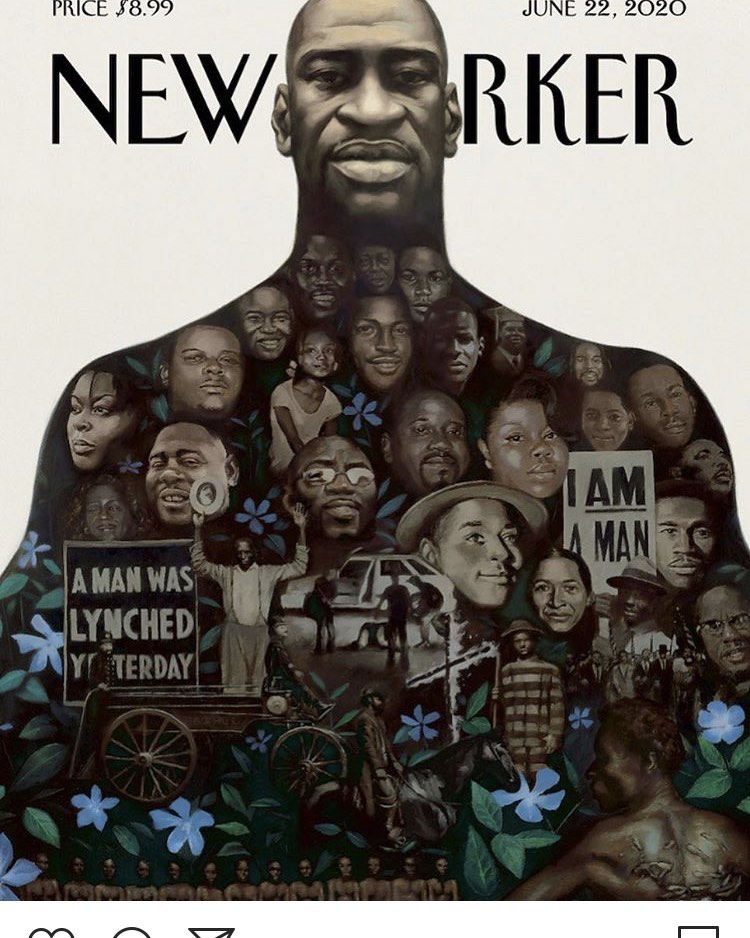 PRICE $8.99
JUNE 22, 2020
NEW RKER
I AM
A MAN
A MAN WAS
LYNCHED
Y TERDAY